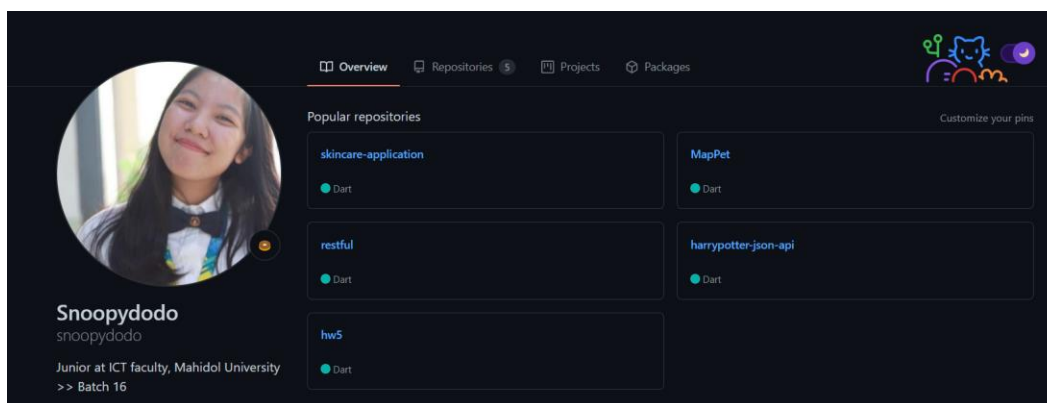 Overview Repositories 5 Projects Packages
Popular repositories Customize your pins
skincare-application
Dart
MapPet
Dart
restful
Dart
harrypotter-json-api
Dart
hw5
Dart
Snoopydodo
snoopydodo
Junior at ICT faculty, Mahidol University
>> Batch 16